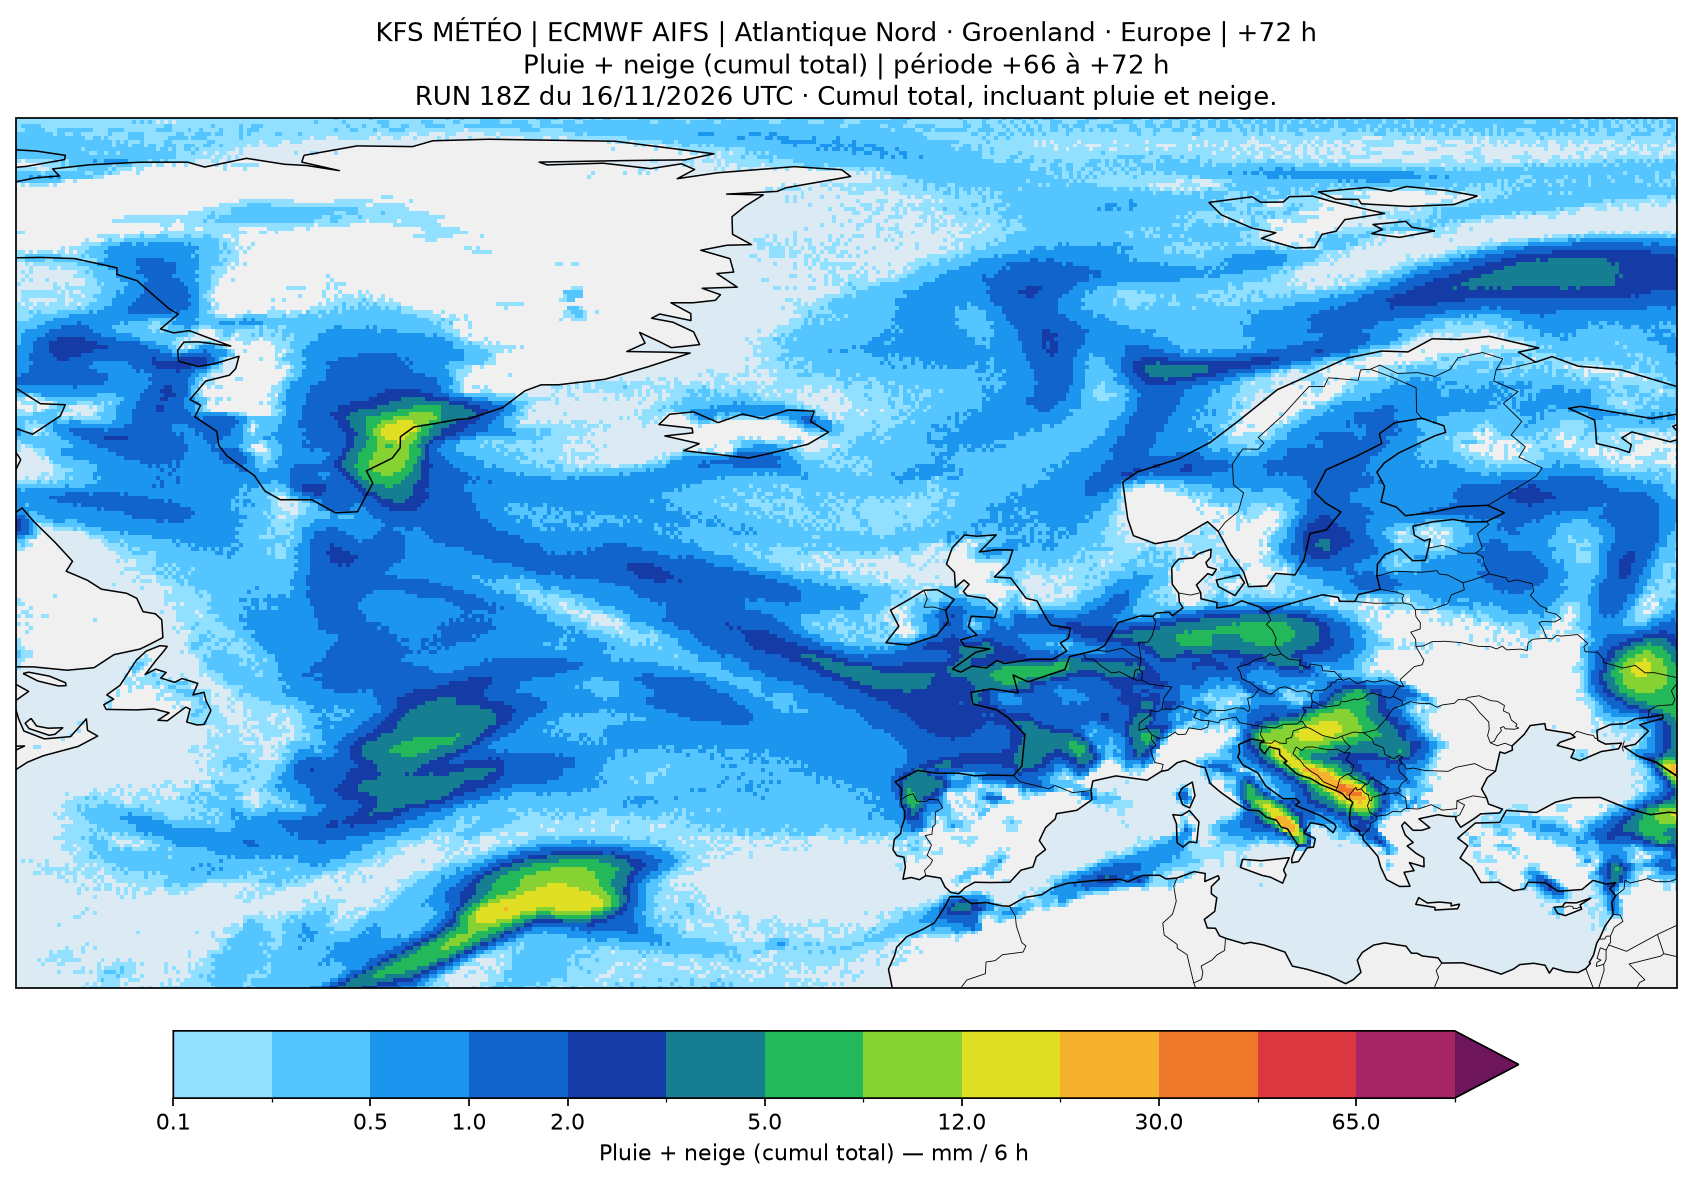 KFS MÉTÉO | ECMWF AIFS | Atlantique Nord · Groenland · Europe | +72 h
Pluie + neige (cumul total) | période +66 à +72 h
RUN 18Z du 16/11/2026 UTC · Cumul total, incluant pluie et neige.
0.1 0.5 1.0 2.0 5.0 12.0 30.0 65.0
Pluie + neige (cumul total) — mm / 6 h